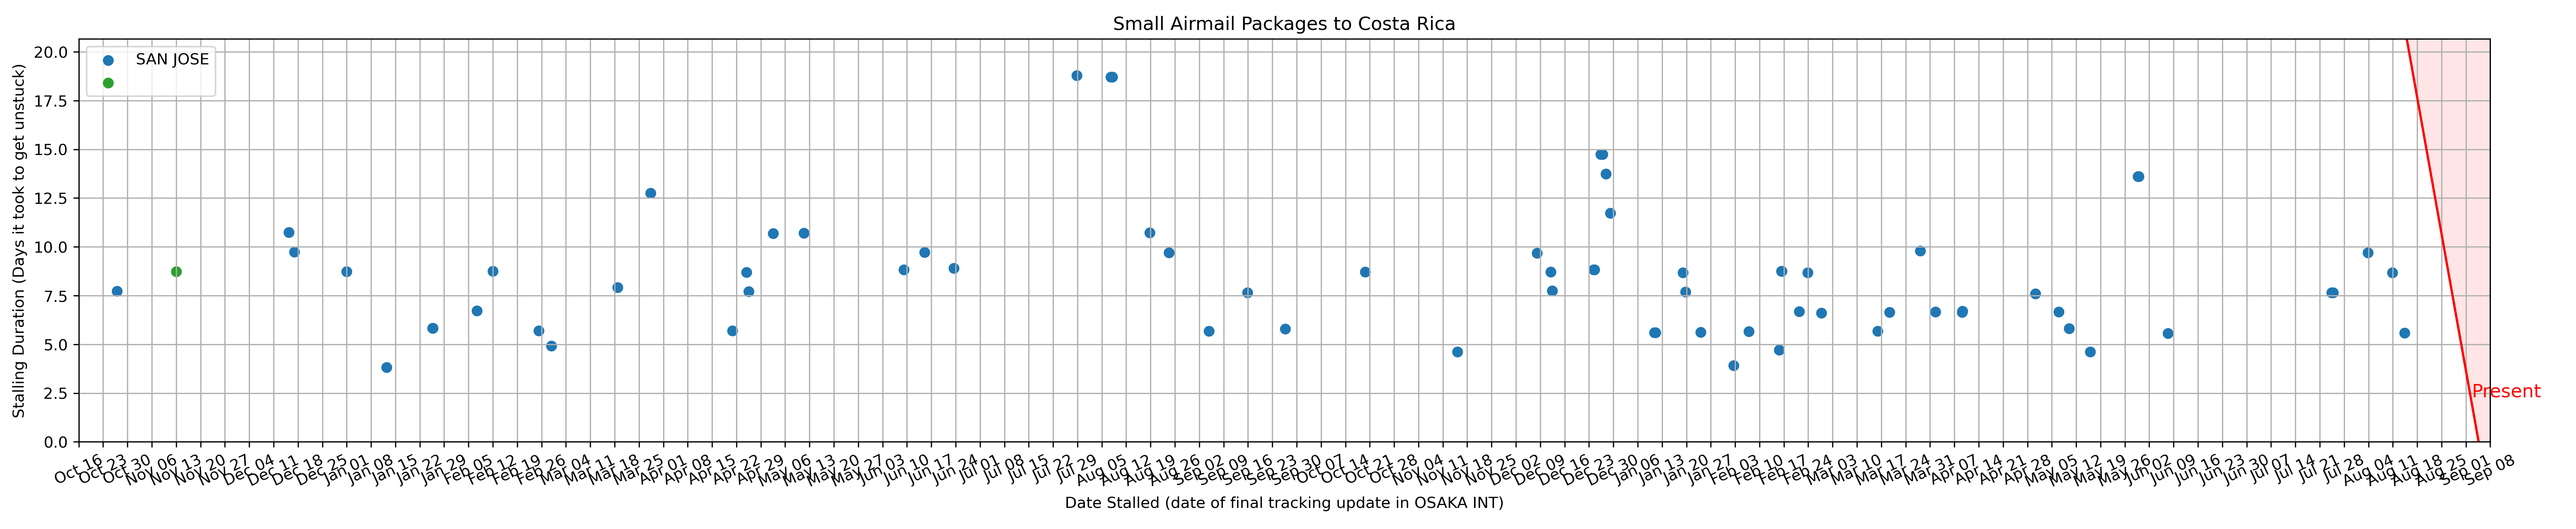 Small Airmail Packages to Costa Rica
SAN JOSE
Stalling Duration (Days it took to get unstuck)
20.0
17.5
15.0
12.5
10.0
7.5
5.0
2.5
0.0
Present
Oct 16
Oct 23
Oct 30
Nov 06
Nov 13
Nov 20
Nov 27
Dec 04
Dec 11
Dec 18
Dec 25
Jan 01
Jan 08
Jan 15
Jan 22
Jan 29
Feb 05
Feb 12
Feb 19
Feb 26
Mar 04
Mar 11
Mar 18
Mar 25
Apr 01
Apr 08
Apr 15
Apr 22
Apr 29
May 06
May 13
May 20
May 27
Jun 03
Jun 10
Jun 17
Jun 24
Jul 01
Jul 08
Jul 15
Jul 22
Jul 29
Aug 05
Aug 12
Aug 19
Aug 26
Sep 02
Sep 09
Sep 16
Sep 23
Sep 30
Oct 07
Oct 14
Oct 21
Oct 28
Nov 04
Nov 11
Nov 18
Nov 25
Dec 02
Dec 09
Dec 16
Dec 23
Dec 30
Jan 06
Jan 13
Jan 20
Jan 27
Feb 03
Feb 10
Feb 17
Feb 24
Mar 03
Mar 10
Mar 17
Mar 24
Mar 31
Apr 07
Apr 14
Apr 21
Apr 28
May 05
May 12
May 19
May 26
Jun 02
Jun 09
Jun 16
Jun 23
Jun 30
Jul 07
Jul 14
Jul 21
Jul 28
Aug 04
Aug 11
Aug 18
Aug 25
Sep 01
Sep 08
Date Stalled (date of final tracking update in OSAKA INT)